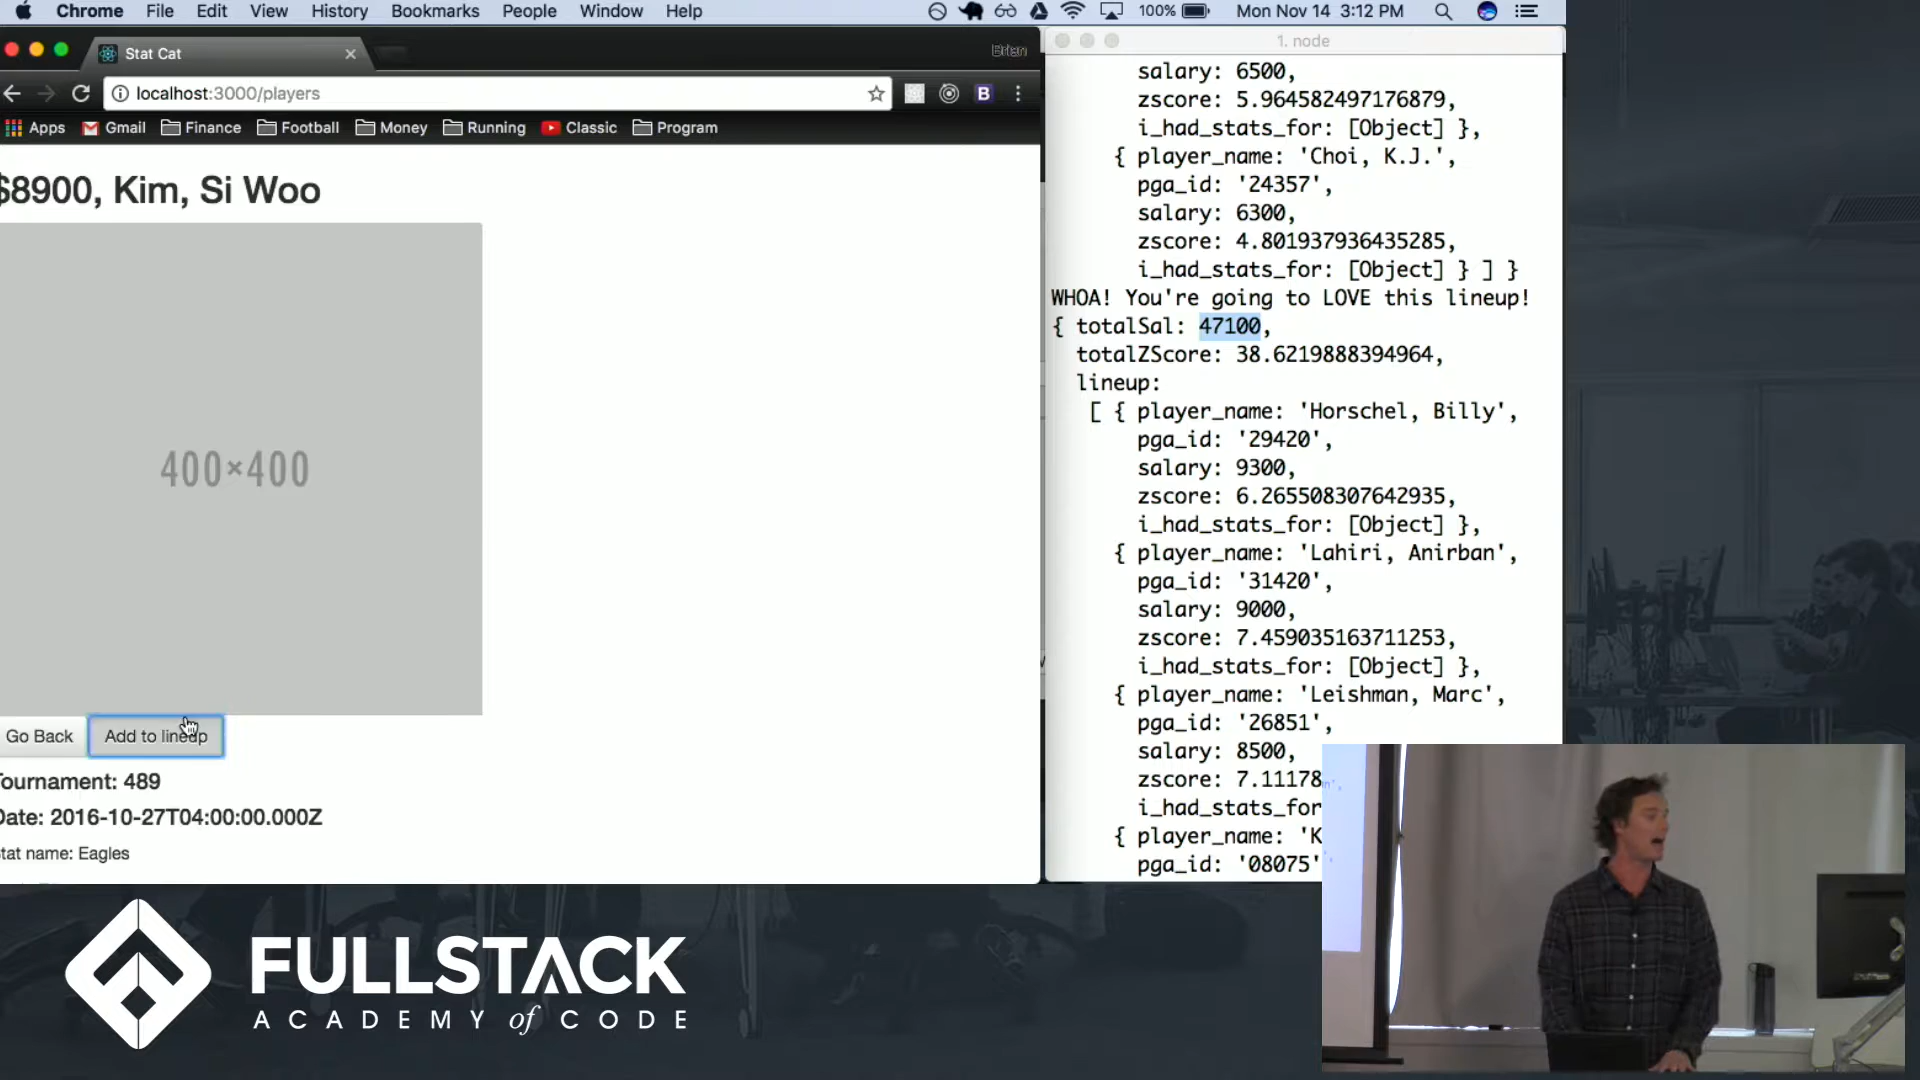 Chrome File Edit View History Bookmarks People Window Help 100% Mon Nov 14 3:12 PM
Stat Cat
Brian
localhost:3000/players
B
Apps Gmail Finance Football Money Running Classic Program
$8900, Kim, Si Woo
400×400
Go Back Add to lineup
Tournament: 489
Date: 2016-10-27T04:00:00.000Z
Stat name: Eagles
1. node
salary: 6500,
zscore: 5.964582497176879,
i_had_stats_for: [Object] },
{ player_name: 'Choi, K.J.',
pga_id: '24357',
salary: 6300,
zscore: 4.801937936435285,
i_had_stats_for: [Object] } ] }
WHOA! You're going to LOVE this lineup!
{ totalSal: 47100,
totalZScore: 38.6219888394964,
lineup:
[ { player_name: 'Horschel, Billy',
pga_id: '29420',
salary: 9300,
zscore: 6.265508307642935,
i_had_stats_for: [Object] },
{ player_name: 'Lahiri, Anirban',
pga_id: '31420',
salary: 9000,
zscore: 7.459035163711253,
i_had_stats_for: [Object] },
{ player_name: 'Leishman, Marc',
pga_id: '26851',
salary: 8500,
zscore: 7.11178
i_had_stats_for
{ player_name: 'K
pga_id: '08075'
FULLSTACK
ACADEMY of CODE